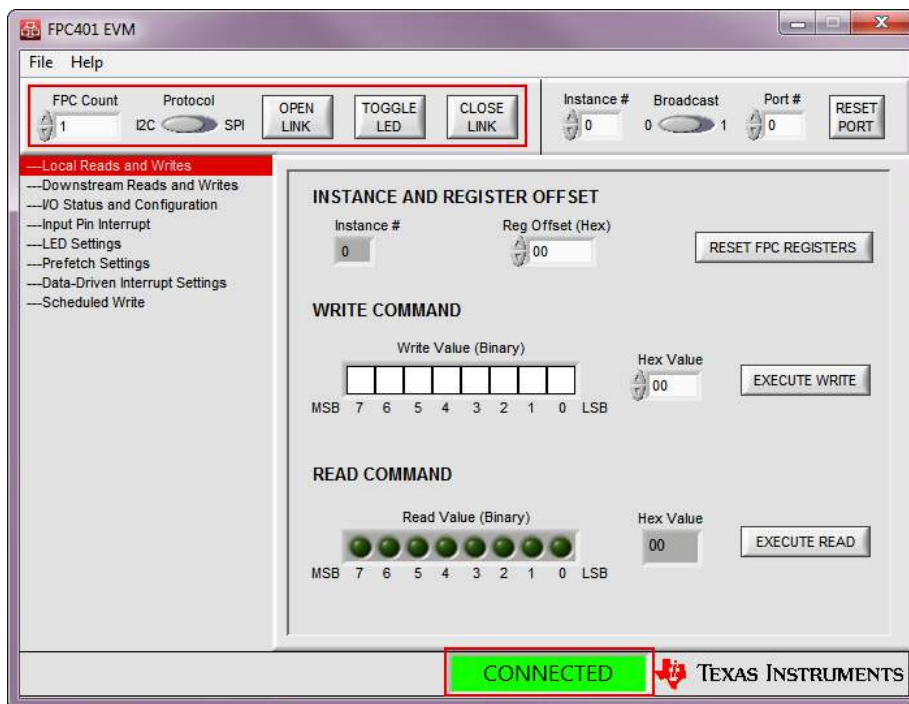 FPC401 EVM
File Help
FPC Count Protocol Instance # Broadcast Port #
1 I2C SPI OPEN LINK TOGGLE LED CLOSE LINK 0 0 1 0 RESET PORT
---Local Reads and Writes
---Downstream Reads and Writes
---I/O Status and Configuration
---Input Pin Interrupt
---LED Settings
---Prefetch Settings
---Data-Driven Interrupt Settings
---Scheduled Write
INSTANCE AND REGISTER OFFSET
Instance # Reg Offset (Hex)
0 00 RESET FPC REGISTERS
WRITE COMMAND
Write Value (Binary) Hex Value
00 EXECUTE WRITE
MSB 7 6 5 4 3 2 1 0 LSB
READ COMMAND
Read Value (Binary) Hex Value
00 EXECUTE READ
MSB 7 6 5 4 3 2 1 0 LSB
CONNECTED TEXAS INSTRUMENTS